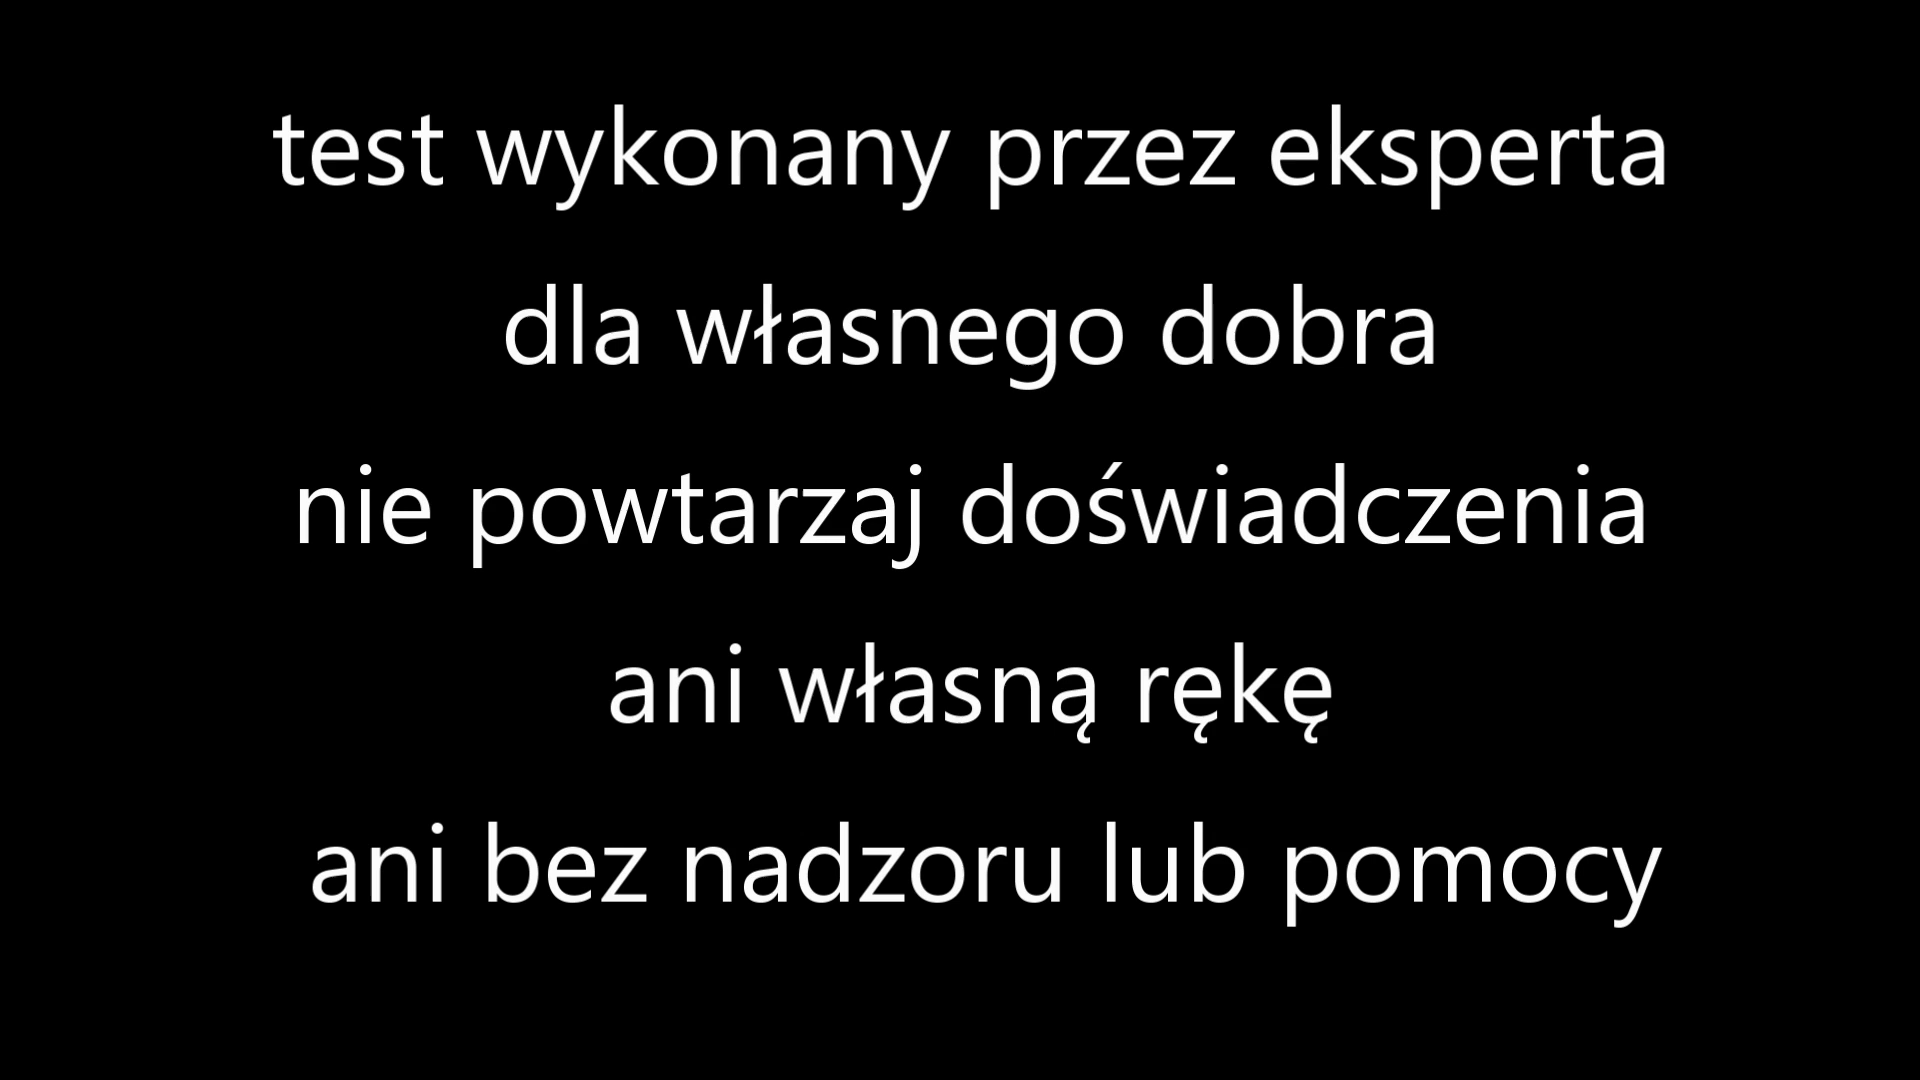 test wykonany przez eksperta
dla własnego dobra
nie powtarzaj doświadczenia
ani własną rękę
ani bez nadzoru lub pomocy